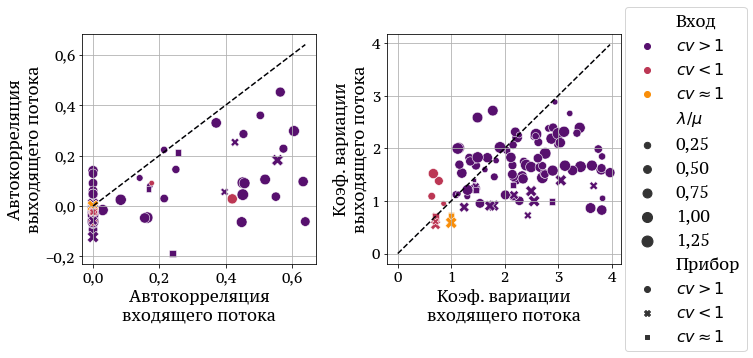 Автокорреляция
выходящего потока
0,6
0,4
0,2
0,0
−0,2
0,0
0,2
0,4
0,6
Автокорреляция
входящего потока
Коэф. вариации
выходящего потока
4
3
2
1
0
0
1
2
3
4
Коэф. вариации
входящего потока
Вход
cv > 1
cv < 1
cv ≈ 1
λ/μ
0,25
0,50
0,75
1,00
1,25
Прибор
cv > 1
cv < 1
cv ≈ 1